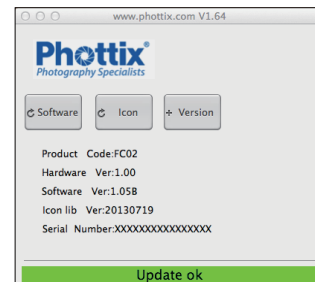 www.phottix.com V1.64
Phottix®
Photography Specialists
Software Icon Version
Product Code:FC02
Hardware Ver:1.00
Software Ver:1.05B
Icon lib Ver:20130719
Serial Number:XXXXXXXXXXXXXXXX
Update ok